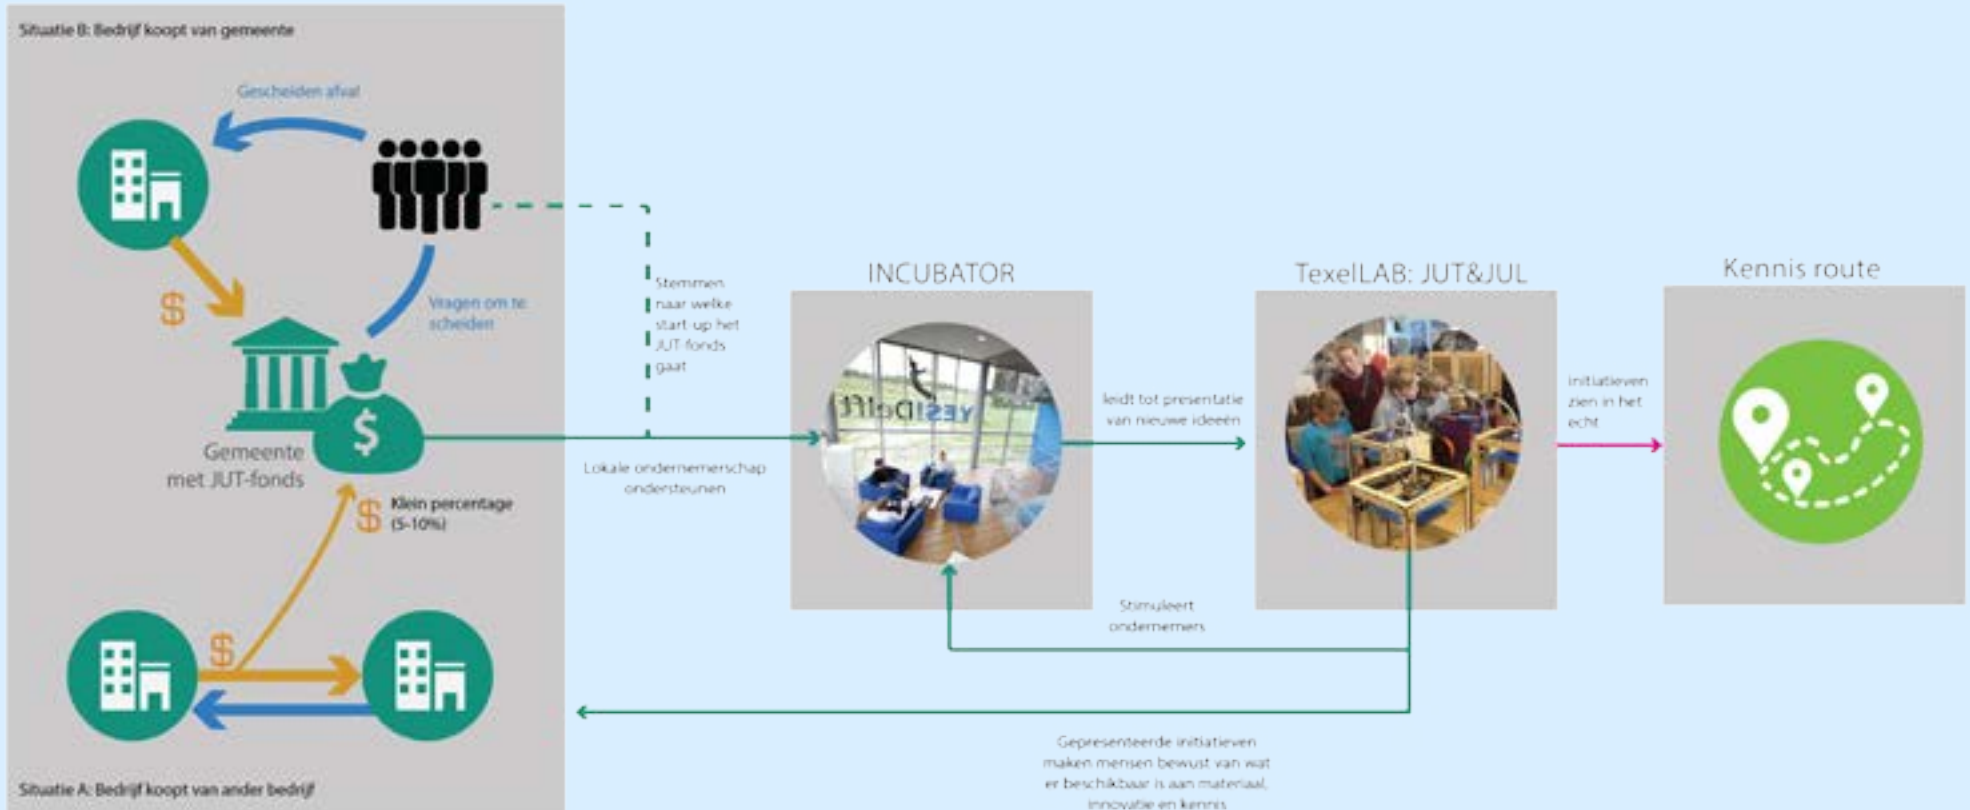 Situatie B: Bedrijf koopt van gemeente
Gescheiden afval
$
Vragen om te
scheiden
$
Gemeente
met JUT-fonds
$ Klein percentage
(5-10%)
$
Situatie A: Bedrijf koopt van ander bedrijf
Stemmen
naar welke
start-up het
JUT-fonds
gaat
Lokale ondernemerschap
ondersteunen
INCUBATOR
YES!Delft
leidt tot presentatie
van nieuwe ideeën
TexelLAB: JUT&JUL
initiatieven
zien in het
echt
Kennis route
Stimuleert
ondernemers
Gepresenteerde initiatieven
maken mensen bewust van wat
er beschikbaar is aan materiaal,
innovatie en kennis